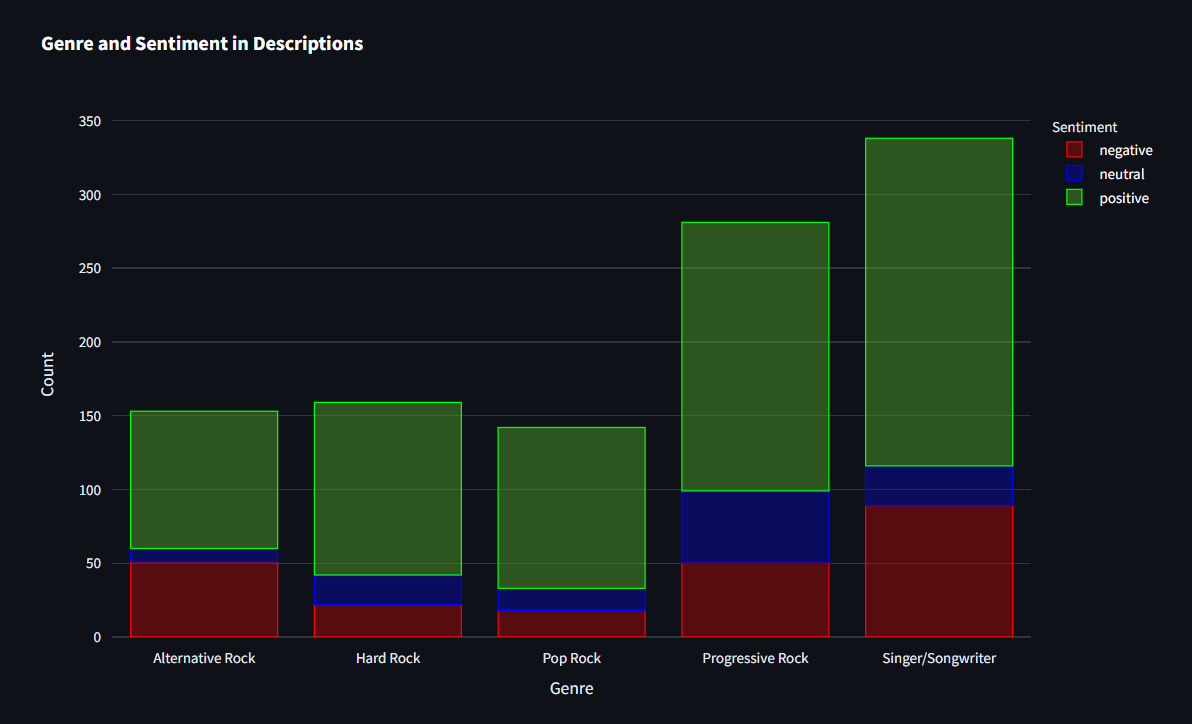 Genre and Sentiment in Descriptions
350
300
250
200
150
100
50
0
Count
Alternative Rock
Hard Rock
Pop Rock
Progressive Rock
Singer/Songwriter
Genre
Sentiment
negative
neutral
positive